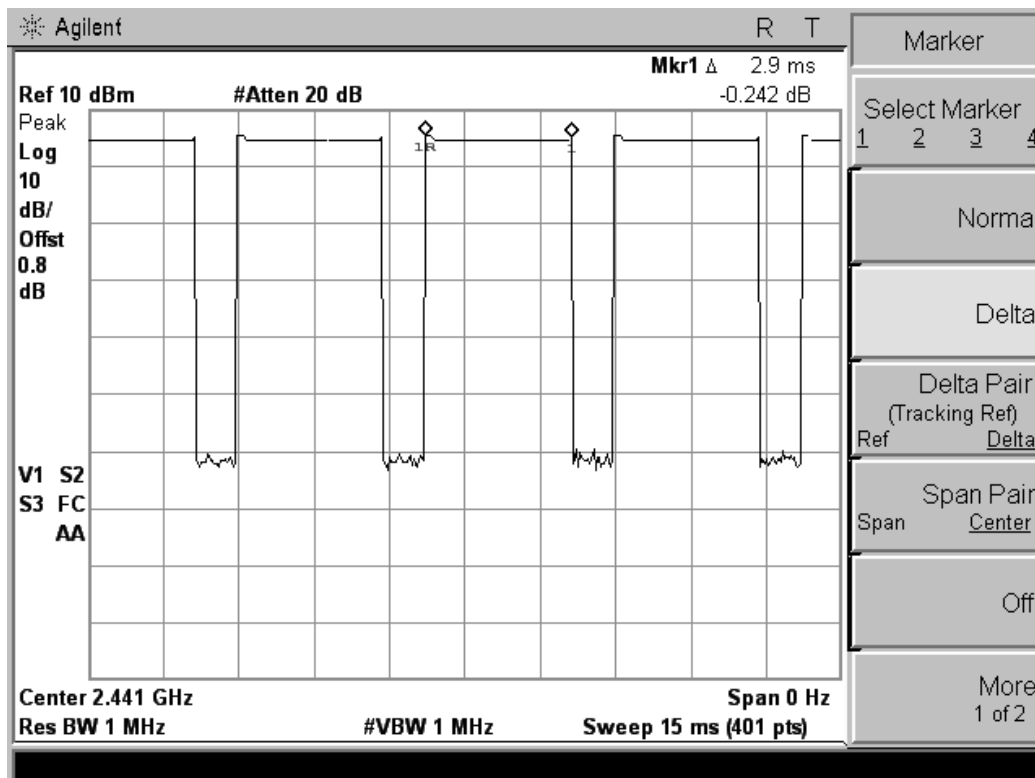 Agilent
R T
Marker
Mkr1 Δ 2.9 ms
Ref 10 dBm
#Atten 20 dB
-0.242 dB
Peak
Log
10
dB/
Offst
0.8
dB
1R
1
V1 S2
S3 FC
AA
Center 2.441 GHz
Span 0 Hz
Res BW 1 MHz
#VBW 1 MHz
Sweep 15 ms (401 pts)
Select Marker
1 2 3 4
Norma
Delta
Delta Pair
(Tracking Ref)
Ref Delta
Span Pair
Span Center
Off
More
1 of 2